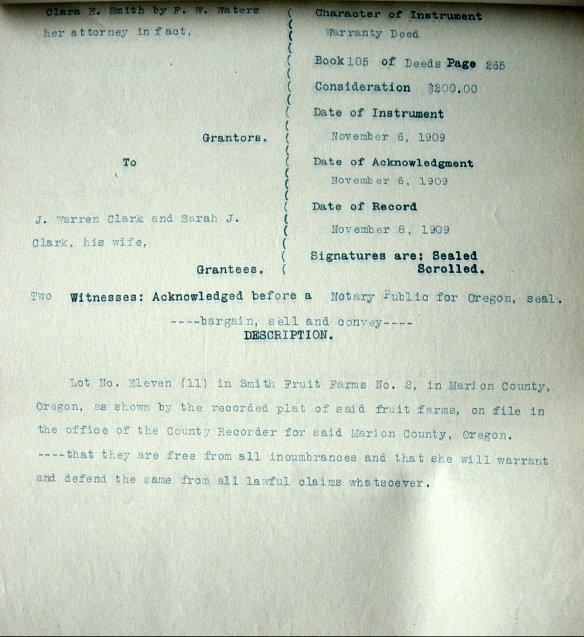 Clara E. Smith by F. W. Waters
her attorney in fact,
Grantors.
To
J. Warren Clark and Sarah J.
Clark, his wife,
Grantees.
Character of Instrument
Warranty Deed
Book 105 of Deeds Page 265
Consideration $200.00
Date of Instrument
November 6, 1909
Date of Acknowledgment
November 6, 1909
Date of Record
November 8, 1909
Signatures are: Sealed
Scrolled.
Two Witnesses: Acknowledged before a Notary Public for Oregon, seal.
----bargain, sell and convey----
DESCRIPTION.
Lot No. Eleven (11) in Smith Fruit Farms No. 2, in Marion County,
Oregon, as shown by the recorded plat of said fruit farms, on file in
the office of the County Recorder for said Marion County, Oregon.
----that they are free from all incumbrances and that she will warrant
and defend the same from all lawful claims whatsoever.